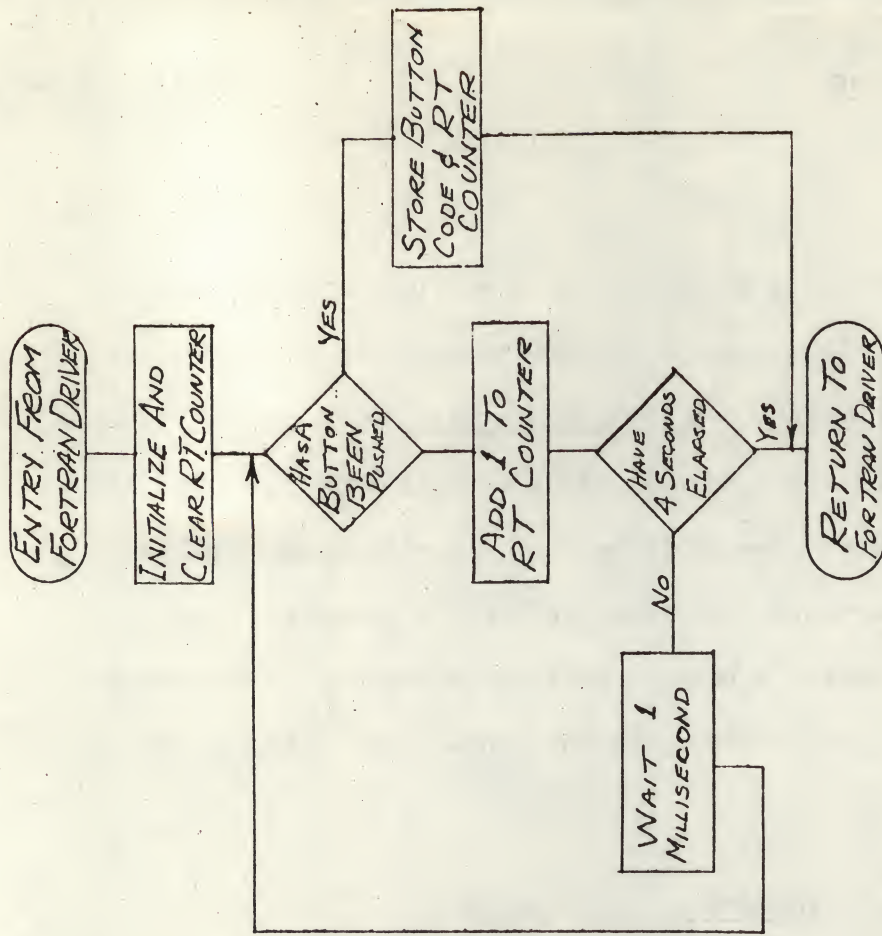 ENTRY FROM
FORTRAN DRIVER
INITIALIZE AND
CLEAR RT COUNTER
HAS A
BUTTON
BEEN
PUSHED
YES
STORE BUTTON
CODE & RT
COUNTER
ADD 1 TO
RT COUNTER
HAVE
4 SECONDS
ELAPSED
NO
YES
WAIT 1
MILLISECOND
RETURN TO
FORTRAN DRIVER